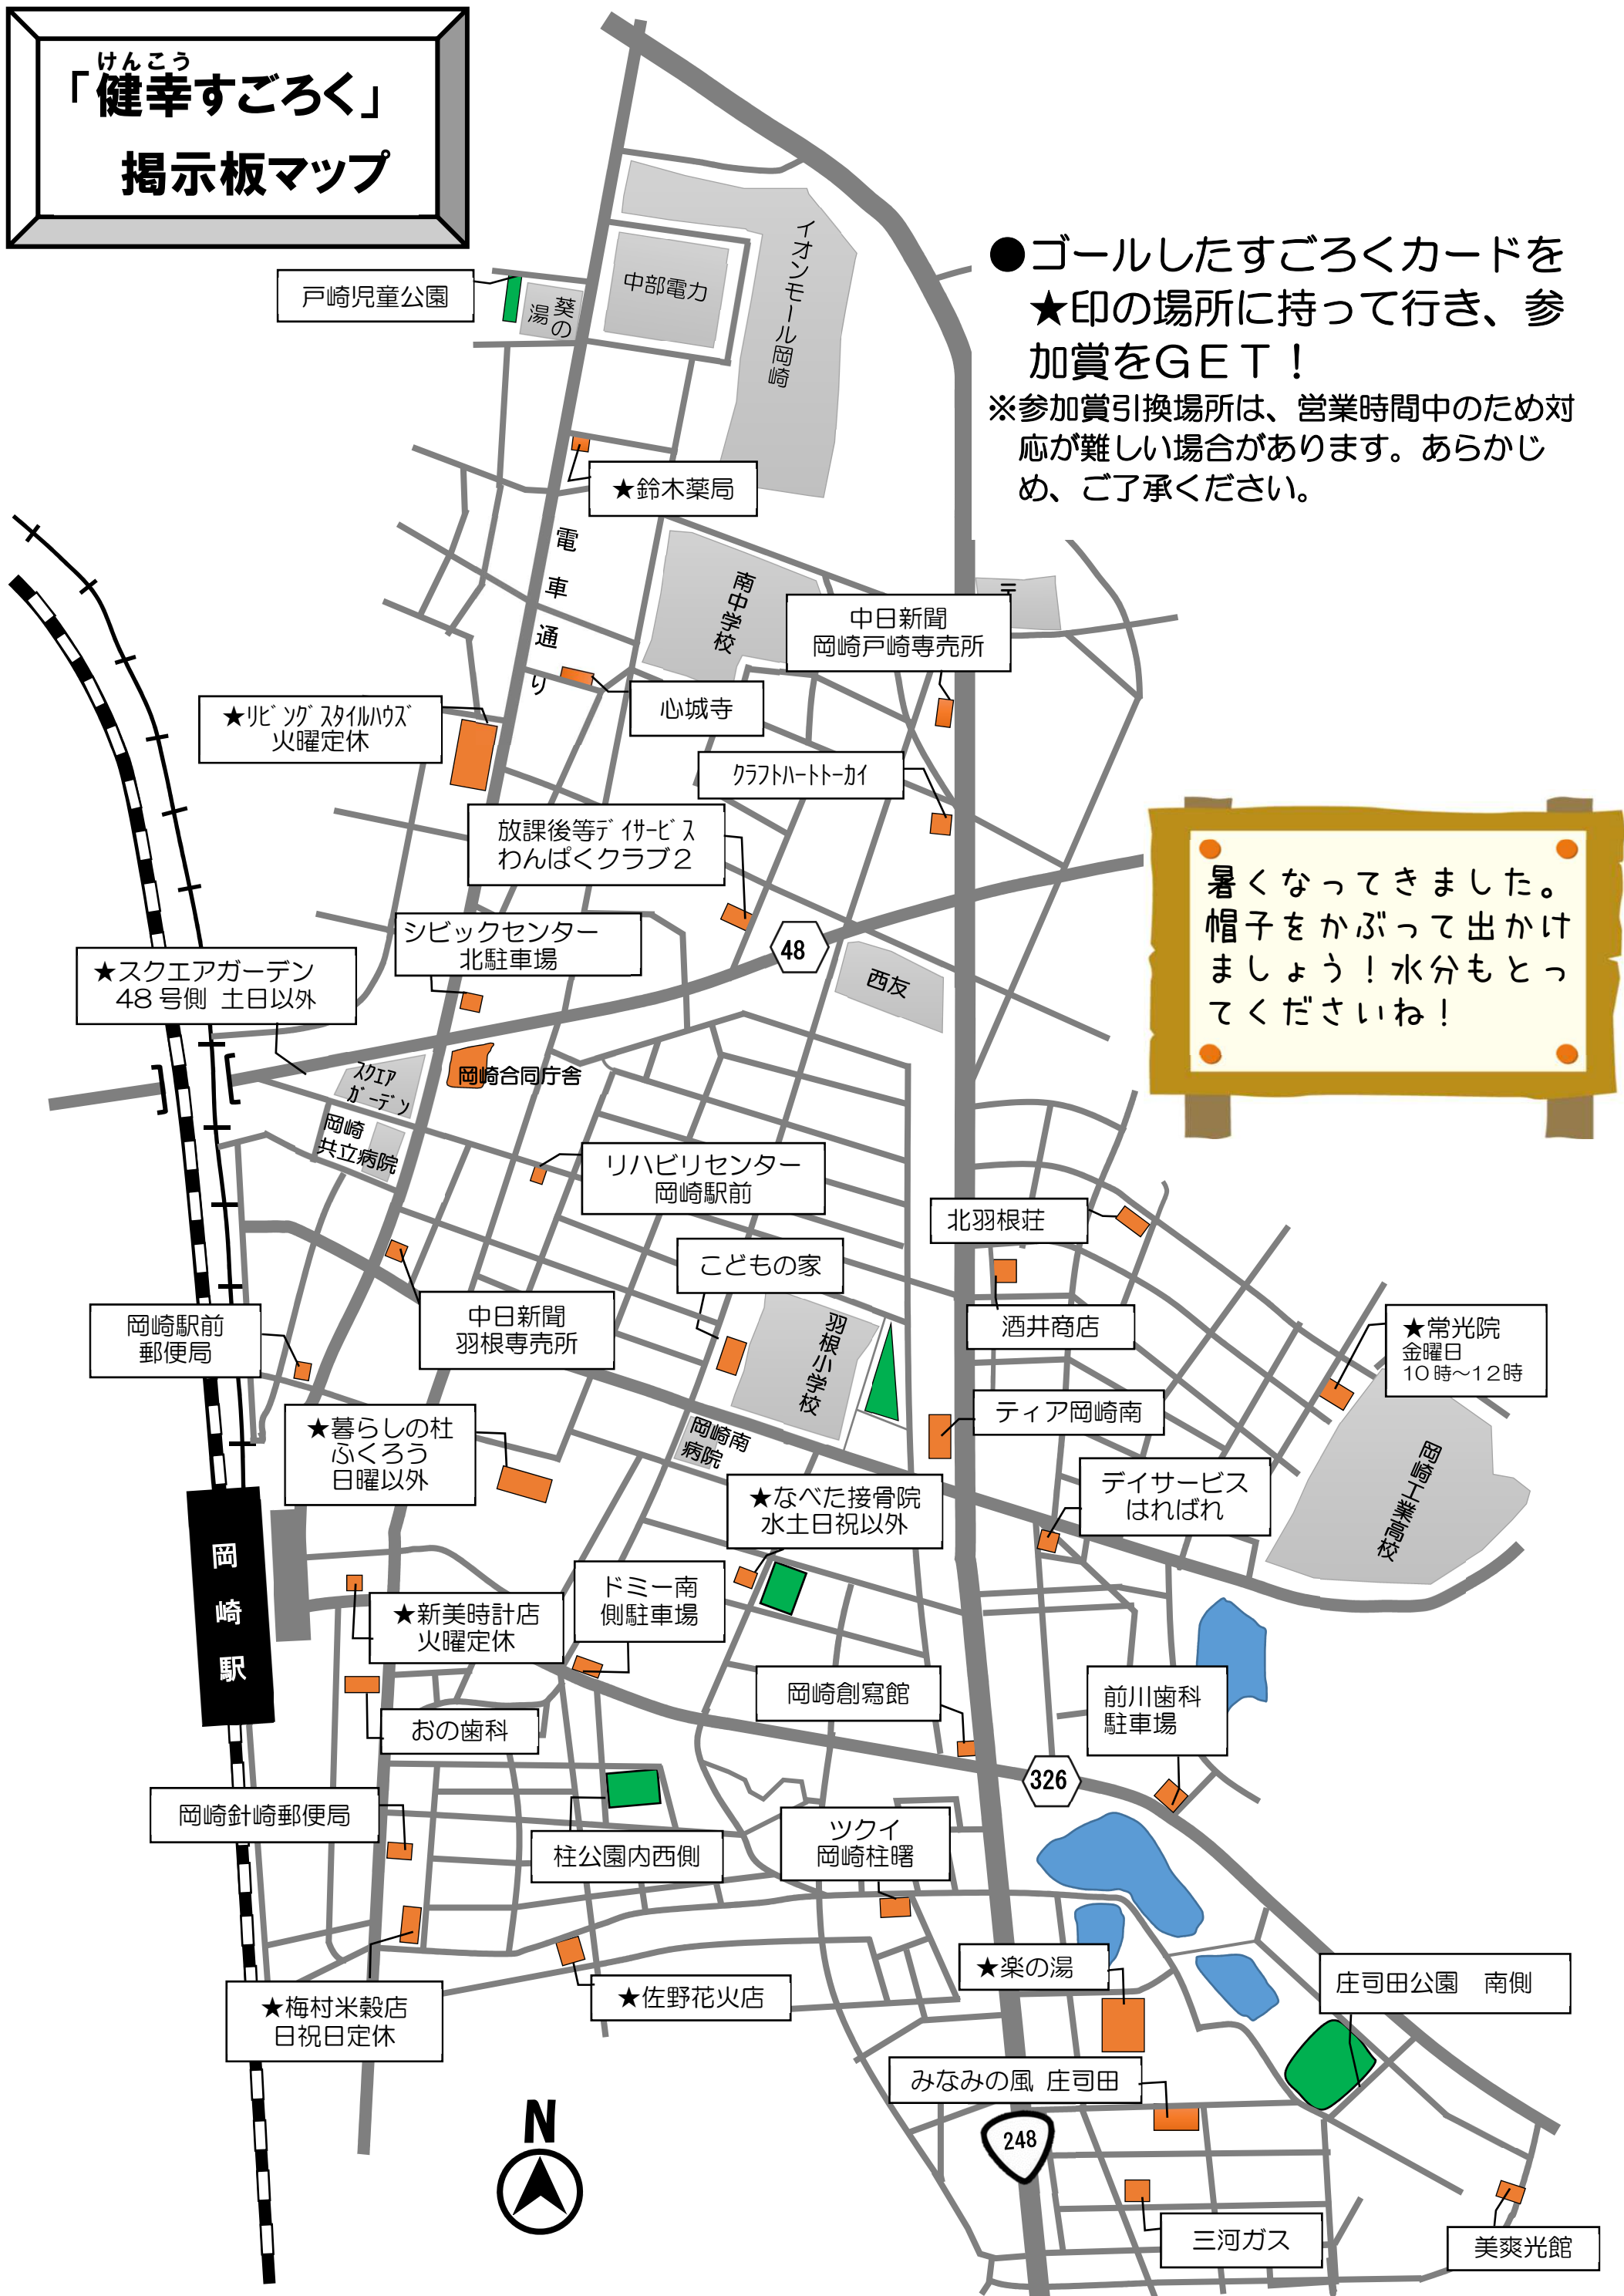 けんこう
「健幸すごろく」
掲示板マップ
●ゴールしたすごろくカードを
★印の場所に持って行き、参
加賞をＧＥＴ！
※参加賞引換場所は、営業時間中のため対
応が難しい場合があります。あらかじ
め、ご了承ください。
戸崎児童公園
葵の
湯
中部電力
イオンモール岡崎
★鈴木薬局
電車通り
南中学校
〒
中日新聞
岡崎戸崎専売所
心城寺
★ﾘﾋﾞﾝｸﾞｽﾀｲﾙﾊｳｽﾞ
火曜定休
ｸﾗﾌﾄﾊｰﾄﾄｰｶｲ
放課後等ﾃﾞｲｻｰﾋﾞｽ
わんぱくクラブ２
シビックセンター
北駐車場
48
西友
★スクエアガーデン
48号側 土日以外
ｽｸｴｱ
ｶﾞｰﾃﾞﾝ
岡崎合同庁舎
岡崎
共立病院
暑くなってきました。
帽子をかぶって出かけ
ましょう！水分もとっ
てくださいね！
リハビリセンター
岡崎駅前
北羽根荘
こどもの家
中日新聞
羽根専売所
岡崎駅前
郵便局
羽根小学校
酒井商店
★常光院
金曜日
10時～12時
ティア岡崎南
★暮らしの杜
ふくろう
日曜以外
岡崎南
病院
岡崎工業高校
デイサービス
はればれ
★なべた接骨院
水土日祝以外
岡崎駅
ドミー南
側駐車場
★新美時計店
火曜定休
岡崎創寫館
前川歯科
駐車場
おの歯科
326
岡崎針崎郵便局
柱公園内西側
ツクイ
岡崎柱曙
★楽の湯
庄司田公園　南側
★佐野花火店
★梅村米穀店
日祝日定休
みなみの風 庄司田
N
248
三河ガス
美爽光館